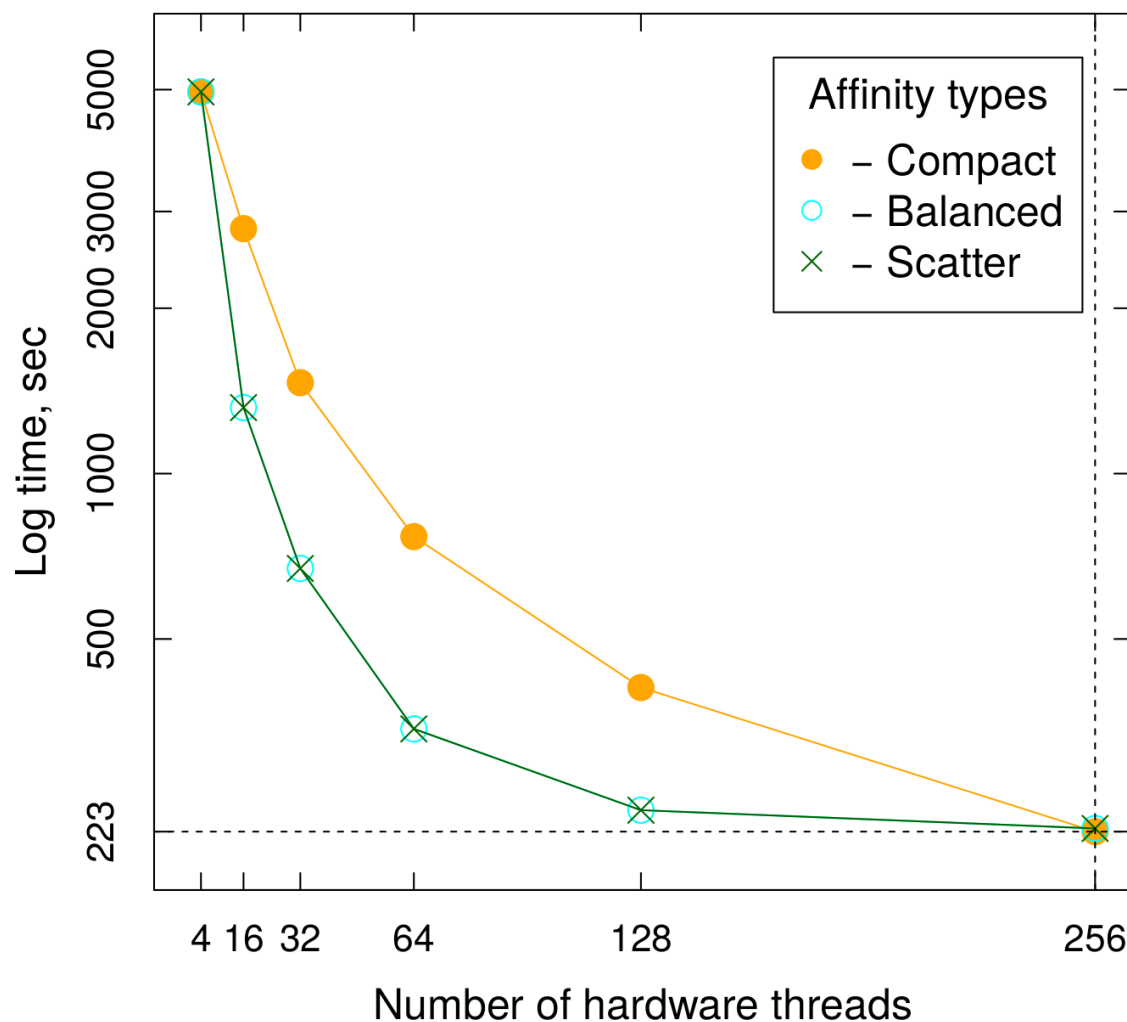 Log time, sec
5000
3000
2000
1000
500
223
Affinity types
– Compact
– Balanced
– Scatter
4 16 32 64 128 256
Number of hardware threads